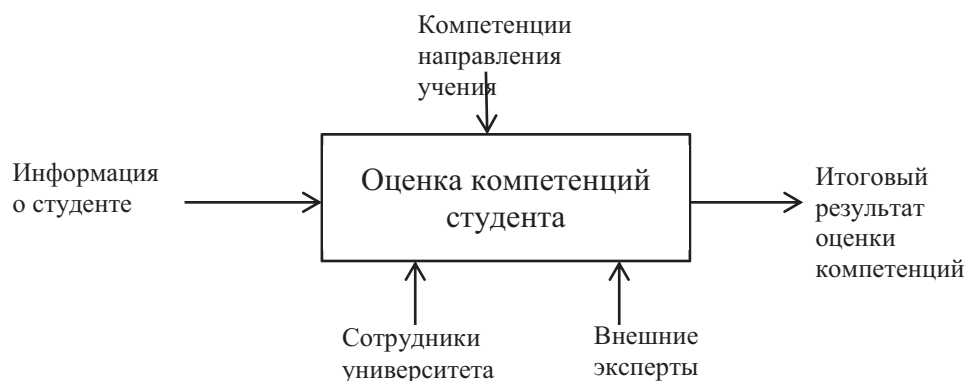 Компетенции
направления
учения
Информация
о студенте
Оценка компетенций
студента
Итоговый
результат
оценки
компетенций
Сотрудники
университета
Внешние
эксперты